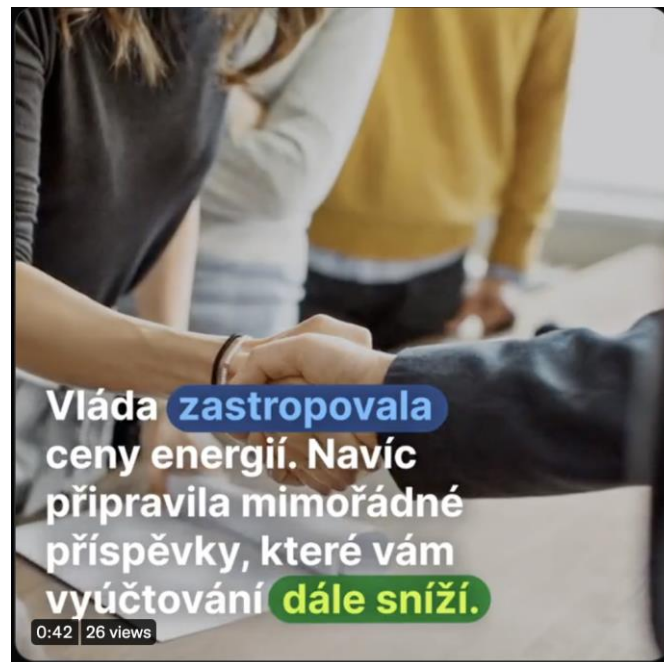 Vláda zastropovala
ceny energií. Navíc
připravila mimořádné
příspěvky, které vám
vyúčtování dále sníží.
0:42 26 views